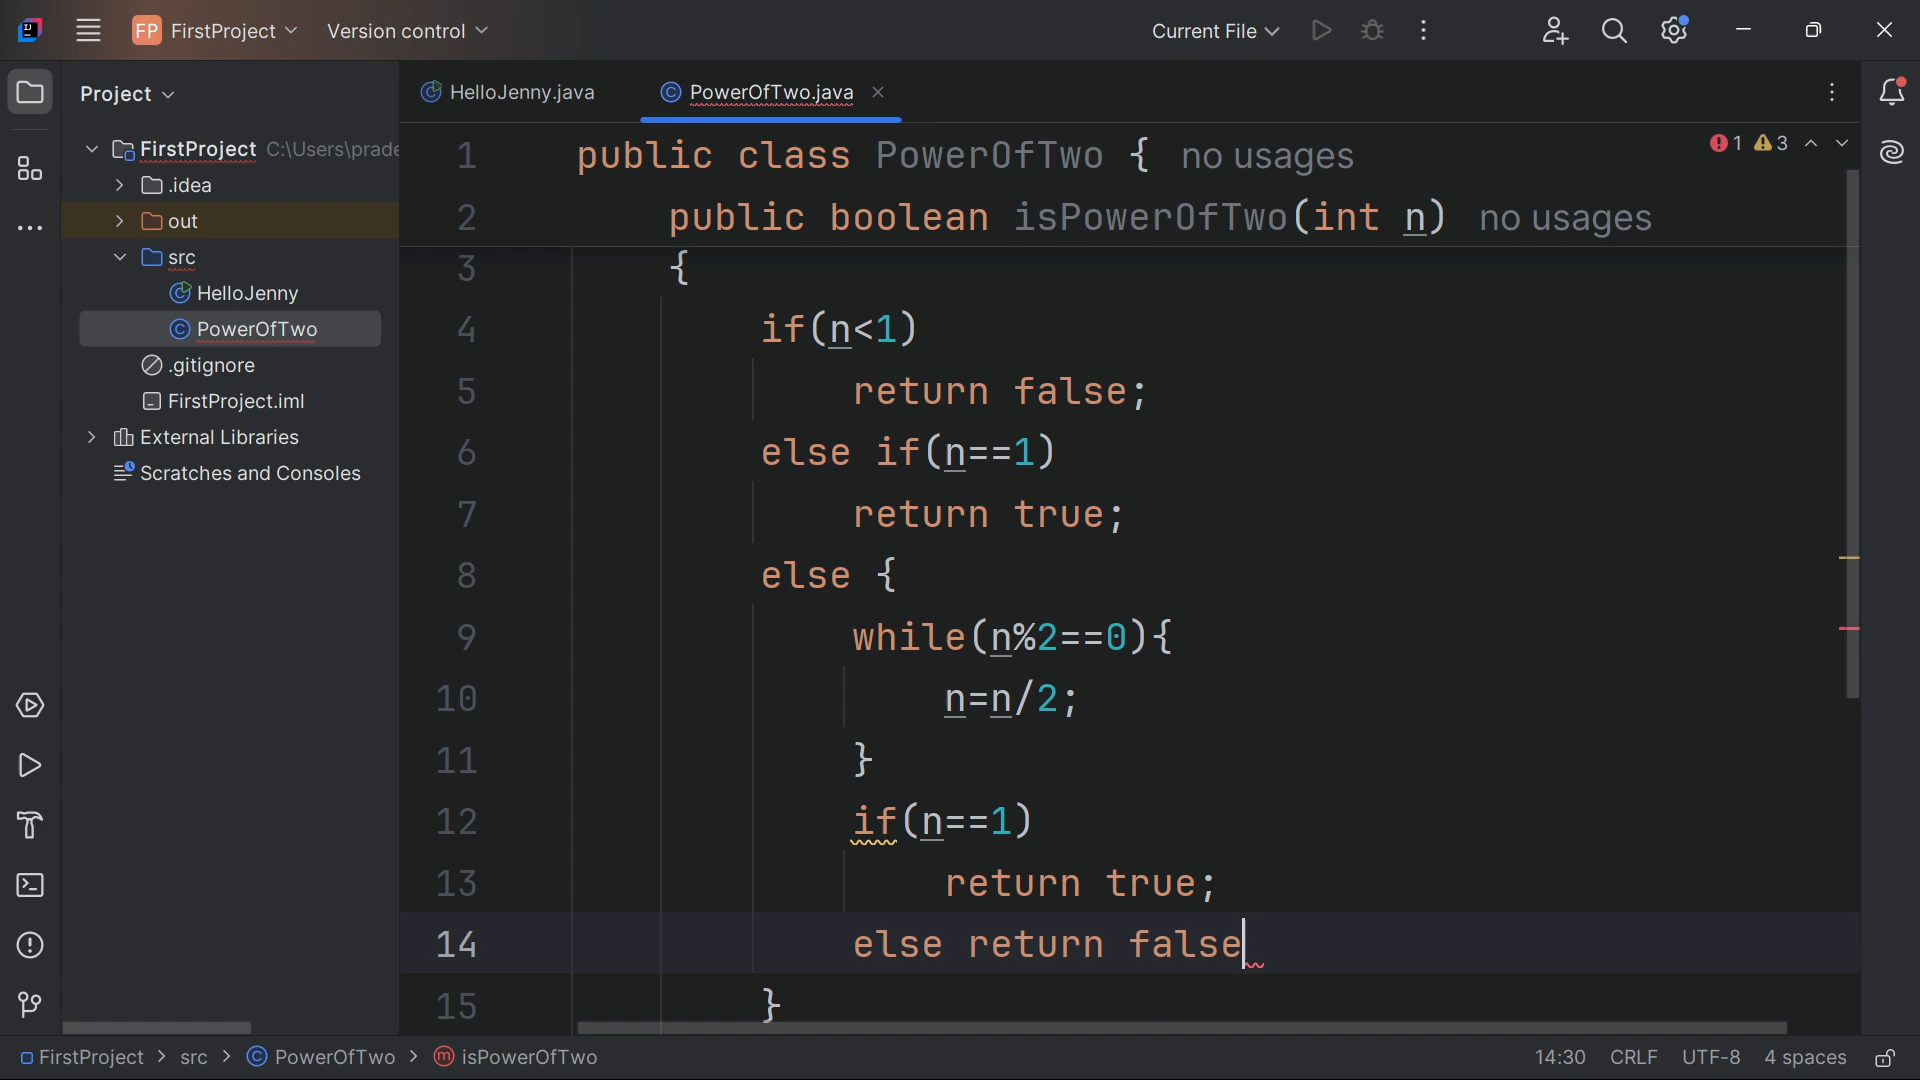 FP FirstProject Version control Current File
Project
HelloJenny.java PowerOfTwo.java
FirstProject C:\Users\prade
.idea
out
src
HelloJenny
PowerOfTwo
.gitignore
FirstProject.iml
External Libraries
Scratches and Consoles
1 3
1 public class PowerOfTwo { no usages
2 public boolean isPowerOfTwo(int n) no usages
3 {
4 if(n<1)
5 return false;
6 else if(n==1)
7 return true;
8 else {
9 while(n%2==0){
10 n=n/2;
11 }
12 if(n==1)
13 return true;
14 else return false
15 }
FirstProject > src > PowerOfTwo > isPowerOfTwo 14:30 CRLF UTF-8 4 spaces